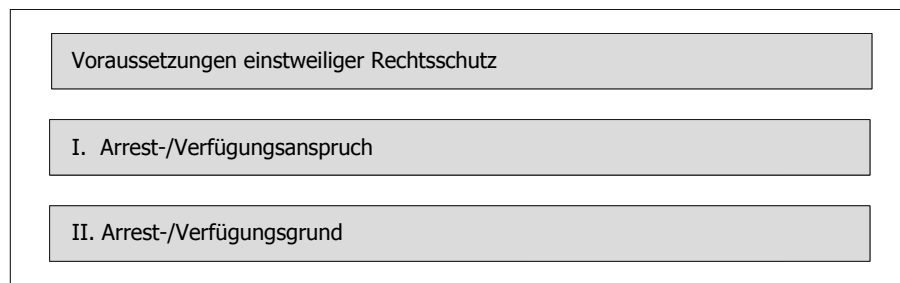 Voraussetzungen einstweiliger Rechtsschutz
I. Arrest-/Verfügungsanspruch
II. Arrest-/Verfügungsgrund